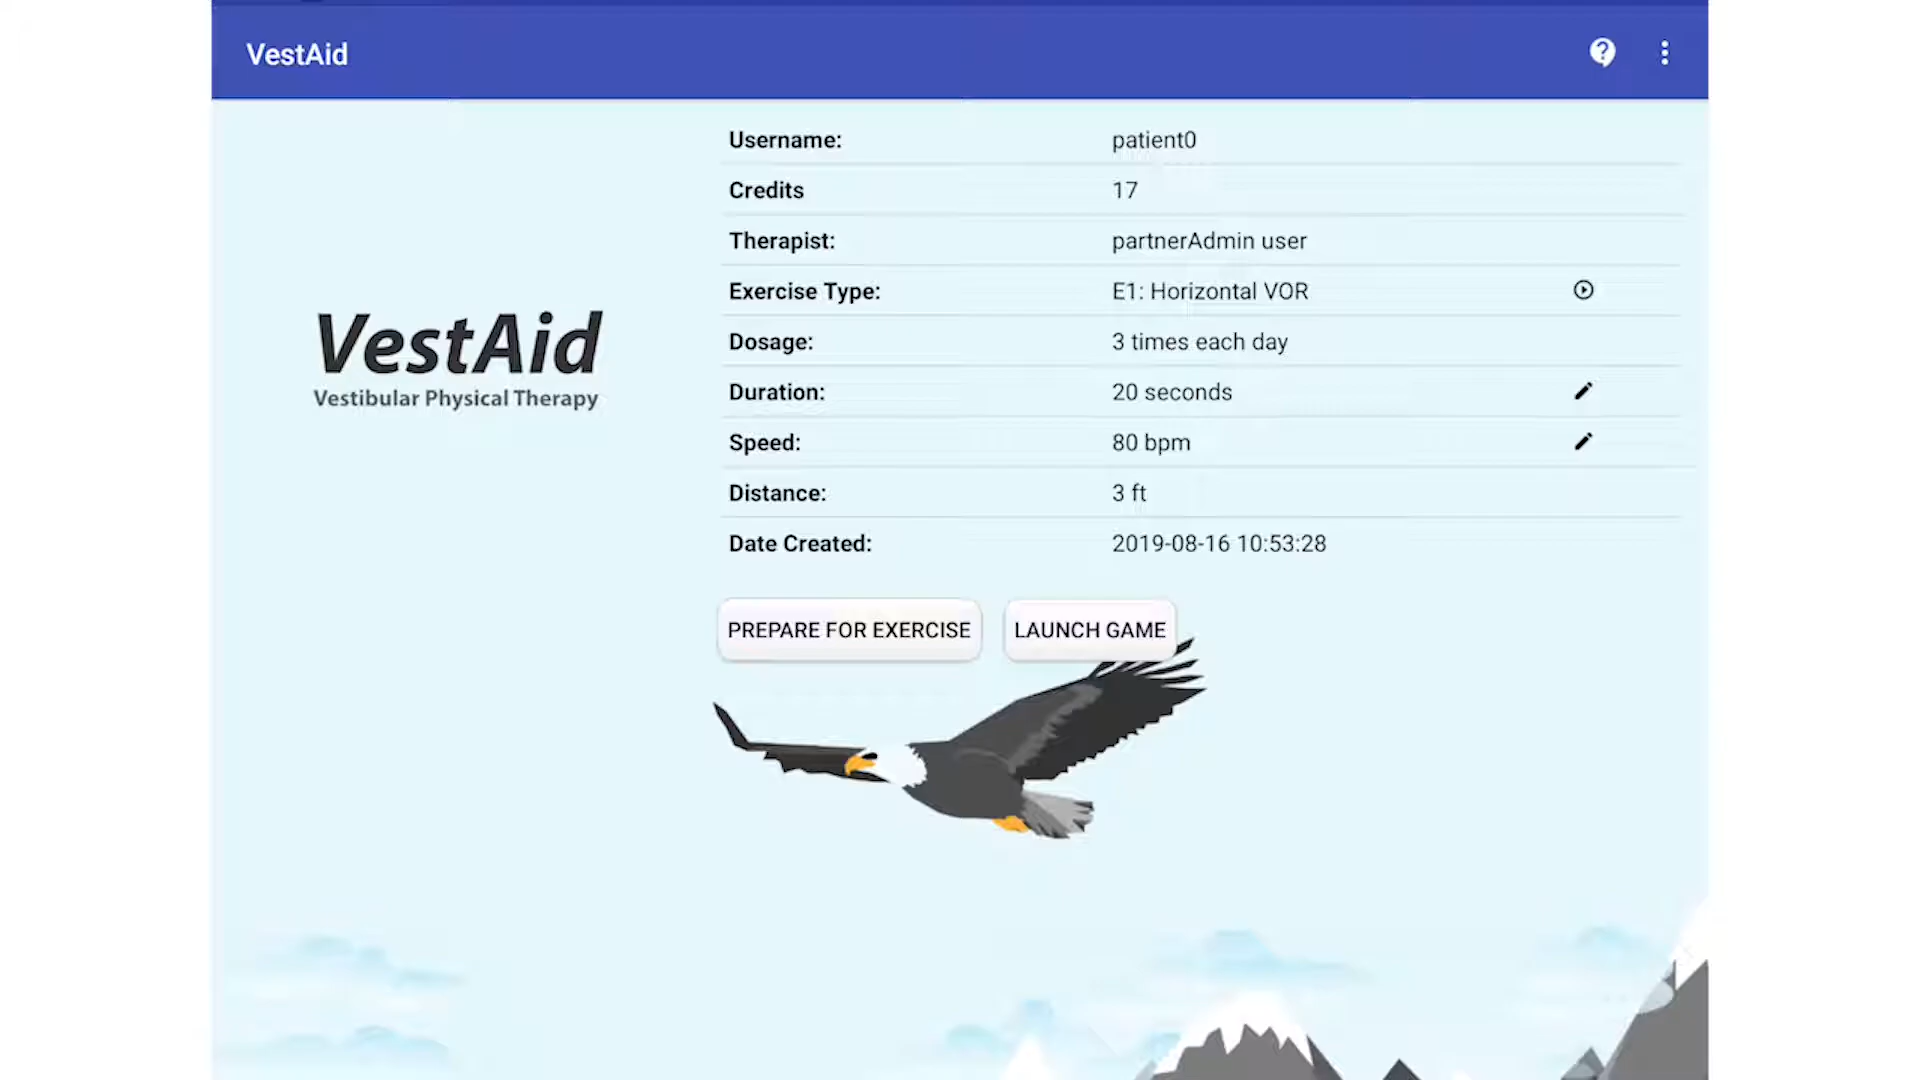 VestAid
Username: patient0
Credits 17
Therapist: partnerAdmin user
Exercise Type: E1: Horizontal VOR
Dosage: 3 times each day
Duration: 20 seconds
Speed: 80 bpm
Distance: 3 ft
Date Created: 2019-08-16 10:53:28
VestAid
Vestibular Physical Therapy
PREPARE FOR EXERCISE LAUNCH GAME